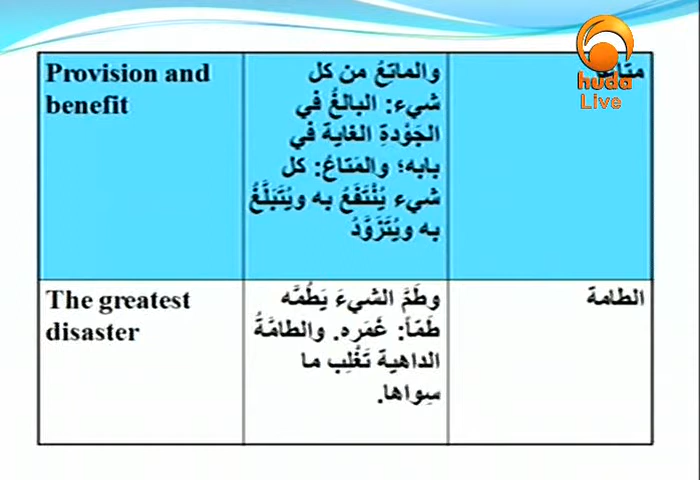 huda
Live
Provision and
benefit
والماتِعُ من كل
شيء: البالغُ في
الجَوْدةِ الغاية في
بابه؛ والمَتاعُ: كل
شيء يُنْتَفَعُ به ويُتَبَلَّغُ
به ويُتَزَوَّدُ
The greatest
disaster
وطَمَّ الشيءَ يَطُمُّه
طَمّاً: غَمَره. والطامَّةُ
الداهية تَغْلِب ما
سِواها.
الطامة